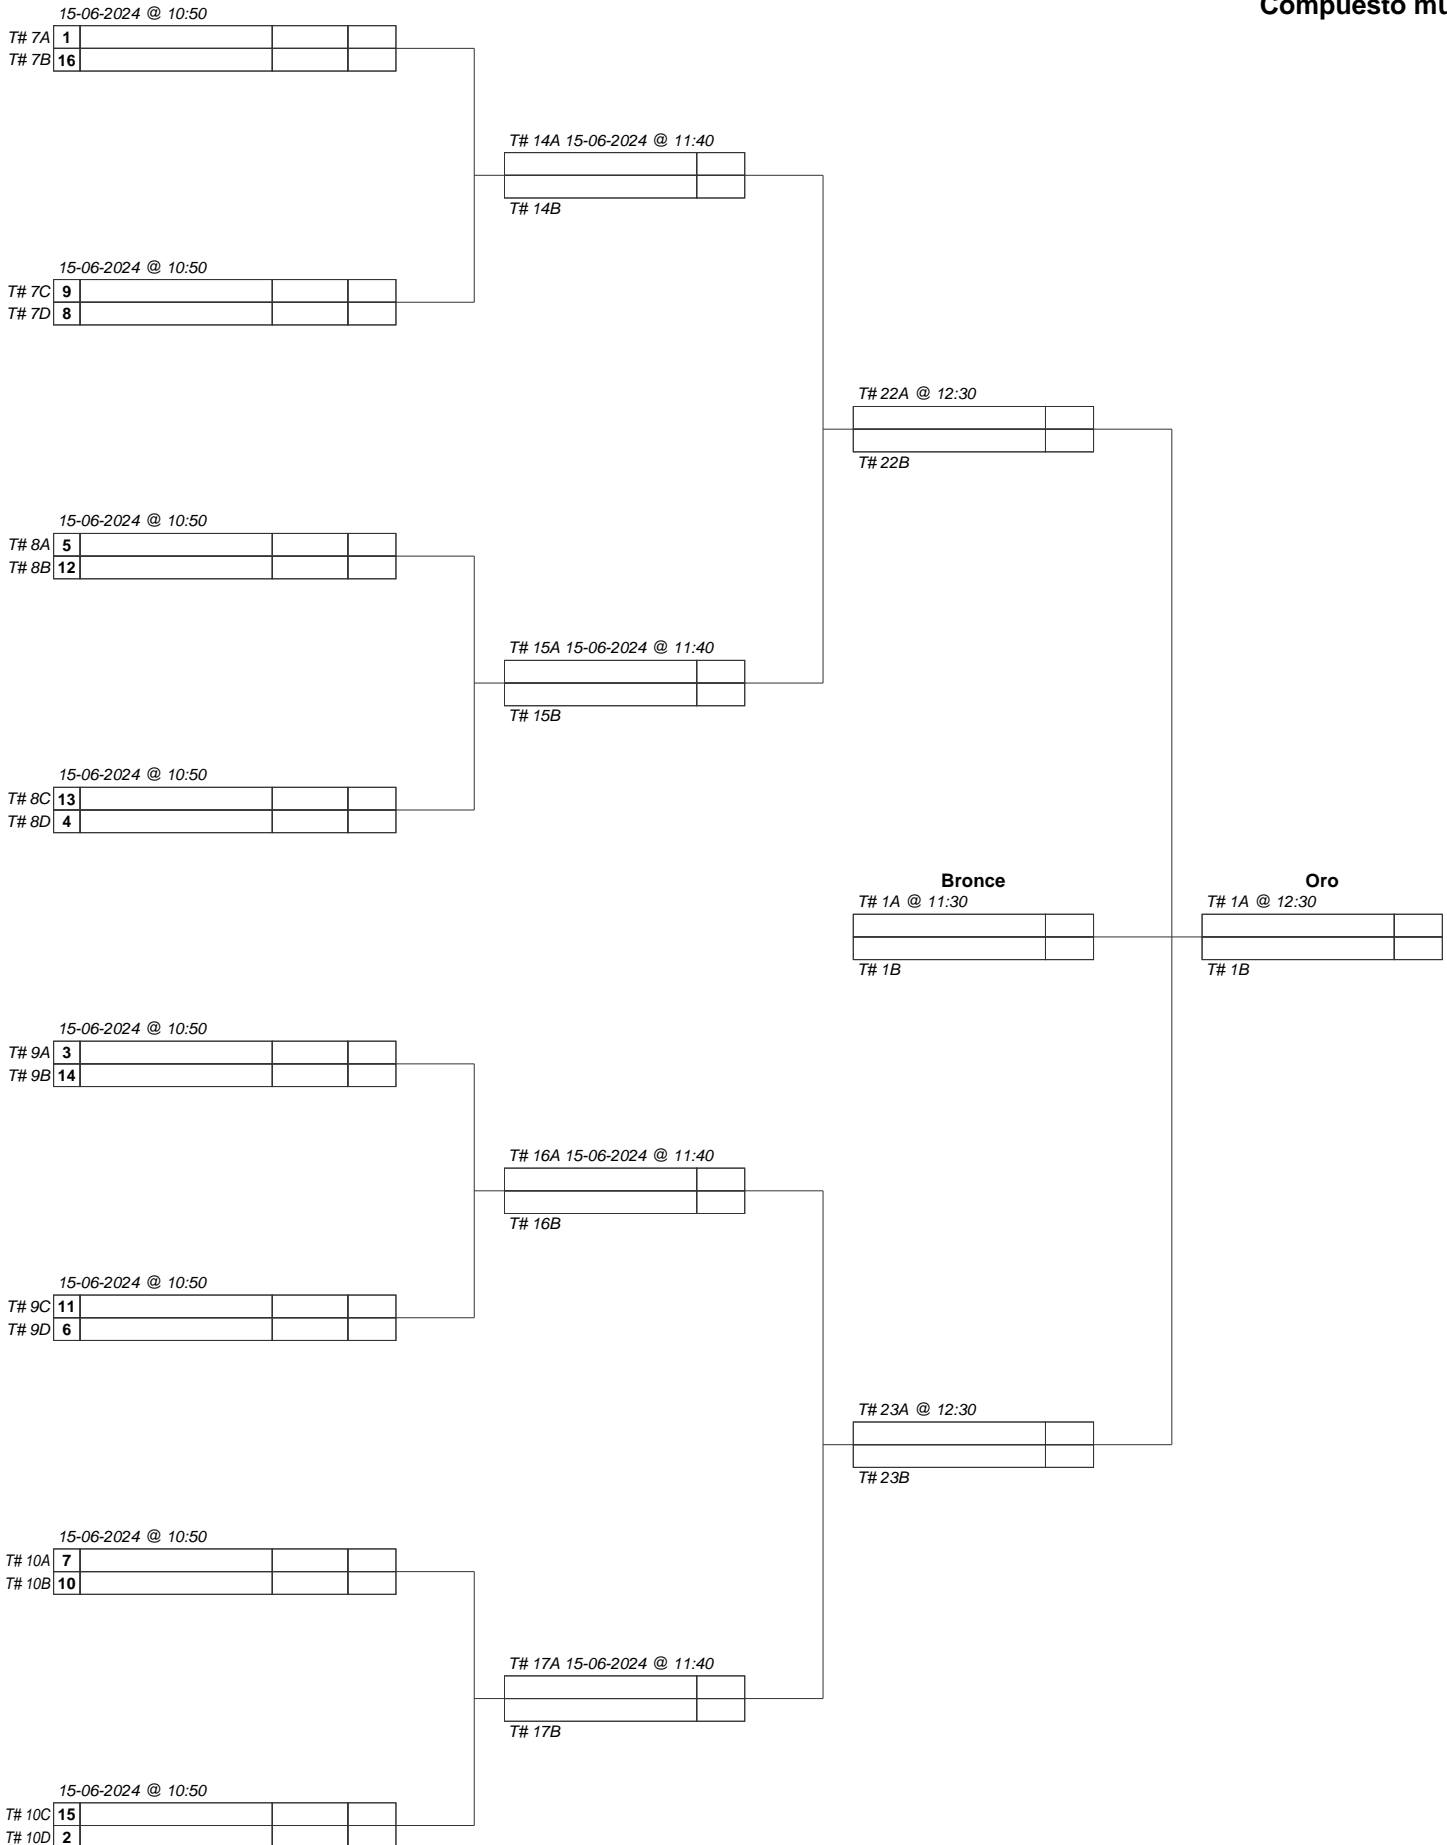 Compuesto
15-06-2024 @ 10:50
T# 7A 1
T# 7B 16
T# 14A 15-06-2024 @ 11:40
T# 14B
15-06-2024 @ 10:50
T# 7C 9
T# 7D 8
T# 22A @ 12:30
T# 22B
15-06-2024 @ 10:50
T# 8A 5
T# 8B 12
T# 15A 15-06-2024 @ 11:40
T# 15B
15-06-2024 @ 10:50
T# 8C 13
T# 8D 4
Bronce
T# 1A @ 11:30
T# 1B
Oro
T# 1A @ 12:30
T# 1B
15-06-2024 @ 10:50
T# 9A 3
T# 9B 14
T# 16A 15-06-2024 @ 11:40
T# 16B
15-06-2024 @ 10:50
T# 9C 11
T# 9D 6
T# 23A @ 12:30
T# 23B
15-06-2024 @ 10:50
T# 10A 7
T# 10B 10
T# 17A 15-06-2024 @ 11:40
T# 17B
15-06-2024 @ 10:50
T# 10C 15
T# 10D 2